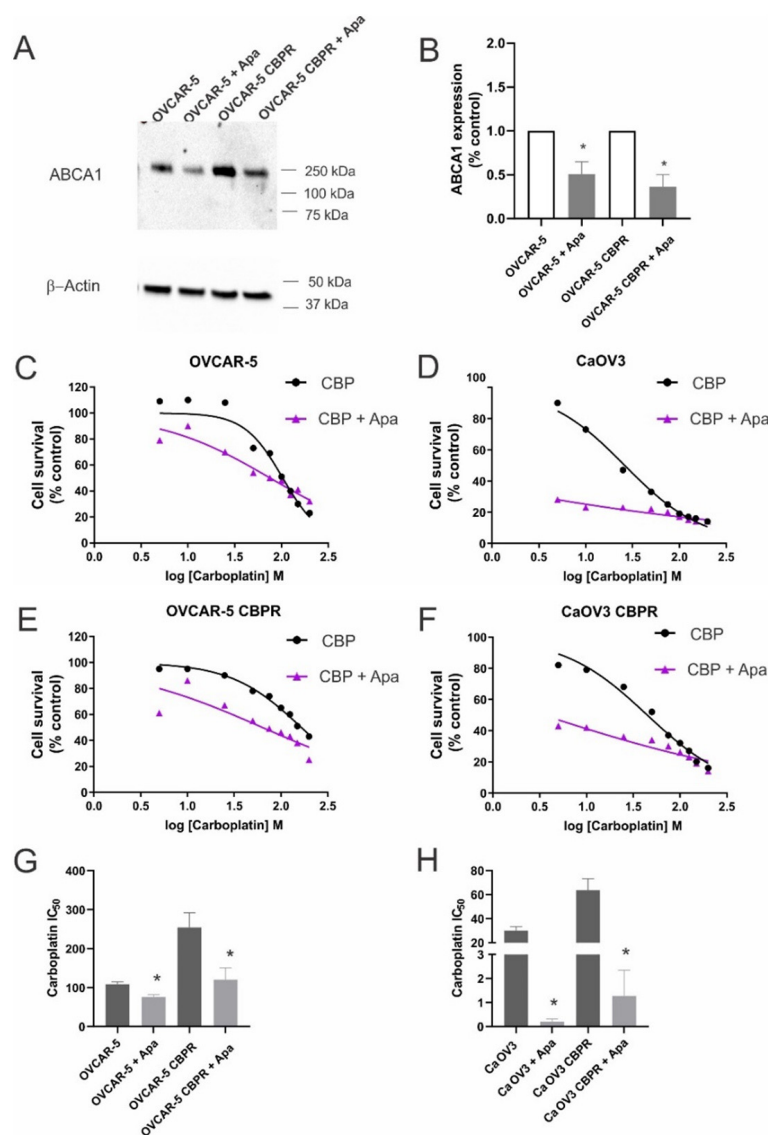 A
OVCAR-5
OVCAR-5 + Apa
OVCAR-5 CBPR
OVCAR-5 CBPR + Apa
ABCA1
250 kDa
100 kDa
75 kDa
β–Actin
50 kDa
37 kDa
B
ABCA1 expression
(% control)
2.0
1.5
1.0
0.5
0.0
*
*
OVCAR-5
OVCAR-5 + Apa
OVCAR-5 CBPR
OVCAR-5 CBPR + Apa
C
OVCAR-5
CBP
CBP + Apa
Cell survival
(% control)
120
100
80
60
40
20
0
0.0 0.5 1.0 1.5 2.0 2.5
log [Carboplatin] M
D
CaOV3
CBP
CBP + Apa
Cell survival
(% control)
100
80
60
40
20
0
0.0 0.5 1.0 1.5 2.0 2.5
log [Carboplatin] M
E
OVCAR-5 CBPR
CBP
CBP + Apa
Cell survival
(% control)
120
100
80
60
40
20
0
0.0 0.5 1.0 1.5 2.0 2.5
log [Carboplatin] M
F
CaOV3 CBPR
CBP
CBP + Apa
Cell survival
(% control)
100
80
60
40
20
0
0.0 0.5 1.0 1.5 2.0 2.5
log [Carboplatin] M
G
Carboplatin IC50
400
300
200
100
0
*
*
OVCAR-5
OVCAR-5 + Apa
OVCAR-5 CBPR
OVCAR-5 CBPR + Apa
H
Carboplatin IC50
80
60
40
20
3
2
1
0
*
*
CaOV3
CaOV3 + Apa
CaOV3 CBPR
CaOV3 CBPR + Apa